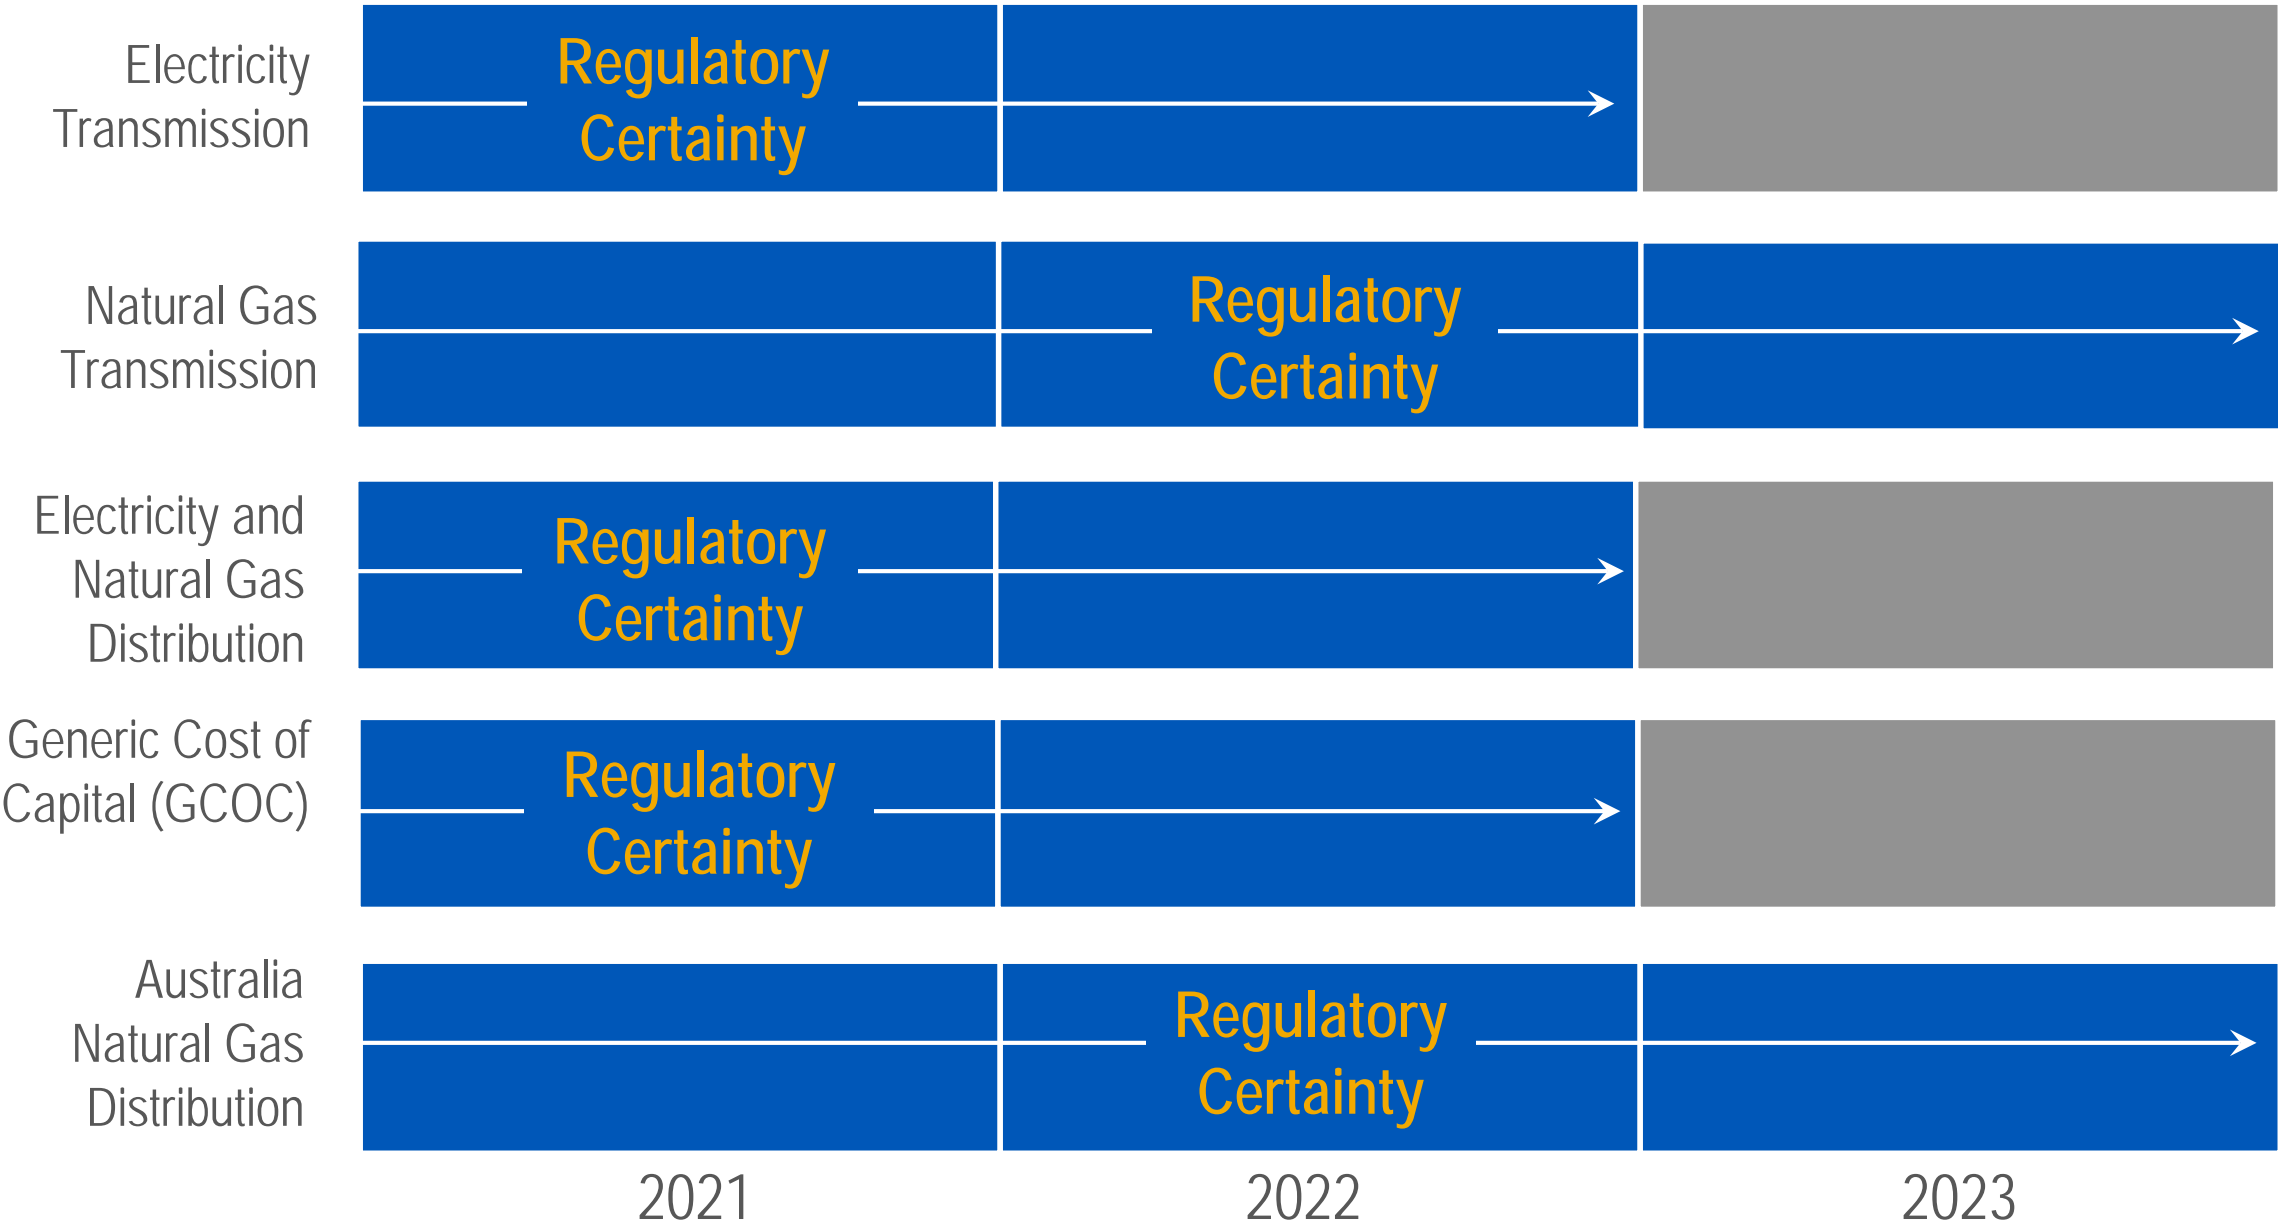 Electricity
Transmission
Regulatory
Certainty
Natural Gas
Transmission
Regulatory
Certainty
Electricity and
Natural Gas
Distribution
Regulatory
Certainty
Generic Cost of
Capital (GCOC)
Regulatory
Certainty
Australia
Natural Gas
Distribution
Regulatory
Certainty
2021
2022
2023